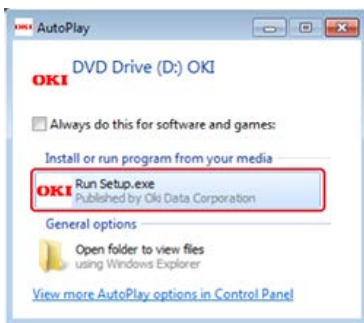 OKI AutoPlay
DVD Drive (D:) OKI
OKI
Always do this for software and games:
Install or run program from your media
OKI Run Setup.exe
Published by Oki Data Corporation
General options
Open folder to view files
using Windows Explorer
View more AutoPlay options in Control Panel